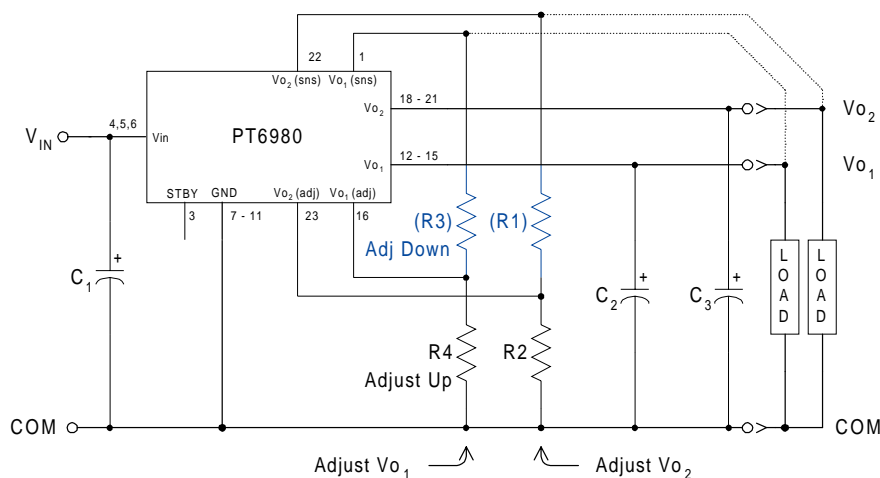 22 1
Vo2 (sns) Vo1 (sns)
18 - 21
Vo2
Vo2
4,5,6
VIN
Vin
PT6980
12 - 15
Vo1
Vo1
STBY GND Vo2 (adj) Vo1 (adj)
3 7 - 11 23 16
(R3) (R1)
Adj Down
+
C1
+
C2
+
C3
LOAD
LOAD
R4 R2
Adjust Up
COM
COM
Adjust Vo1
Adjust Vo2